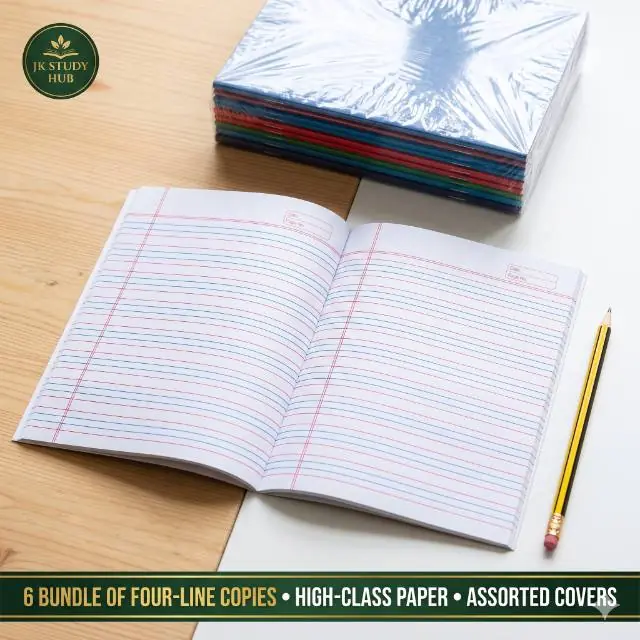 JK STUDY
HUB
6 BUNDLE OF FOUR-LINE COPIES • HIGH-CLASS PAPER • ASSORTED COVERS